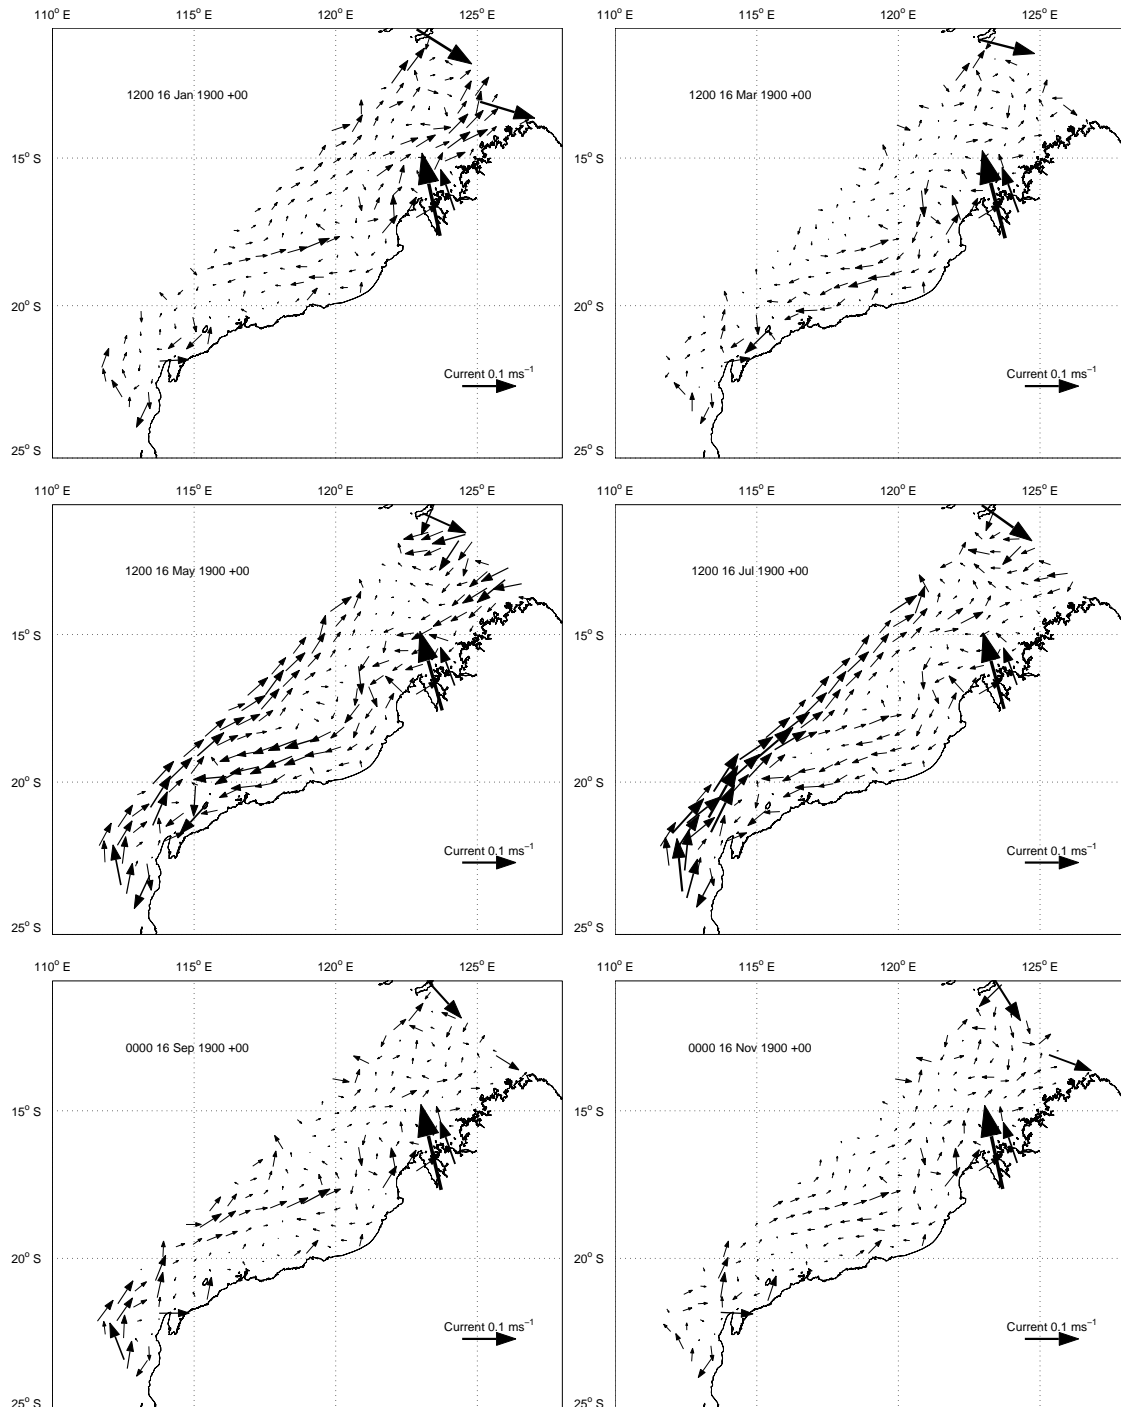 110° E 115° E 120° E 125° E 110° E 115° E 120° E 125° E
1200 16 Jan 1900 +00 1200 16 Mar 1900 +00
15° S 15° S
20° S 20° S
Current 0.1 ms⁻¹ Current 0.1 ms⁻¹
25° S 25° S
110° E 115° E 120° E 125° E 110° E 115° E 120° E 125° E
1200 16 May 1900 +00 1200 16 Jul 1900 +00
15° S 15° S
20° S 20° S
Current 0.1 ms⁻¹ Current 0.1 ms⁻¹
25° S 25° S
110° E 115° E 120° E 125° E 110° E 115° E 120° E 125° E
0000 16 Sep 1900 +00 0000 16 Nov 1900 +00
15° S 15° S
20° S 20° S
Current 0.1 ms⁻¹ Current 0.1 ms⁻¹
25° S 25° S